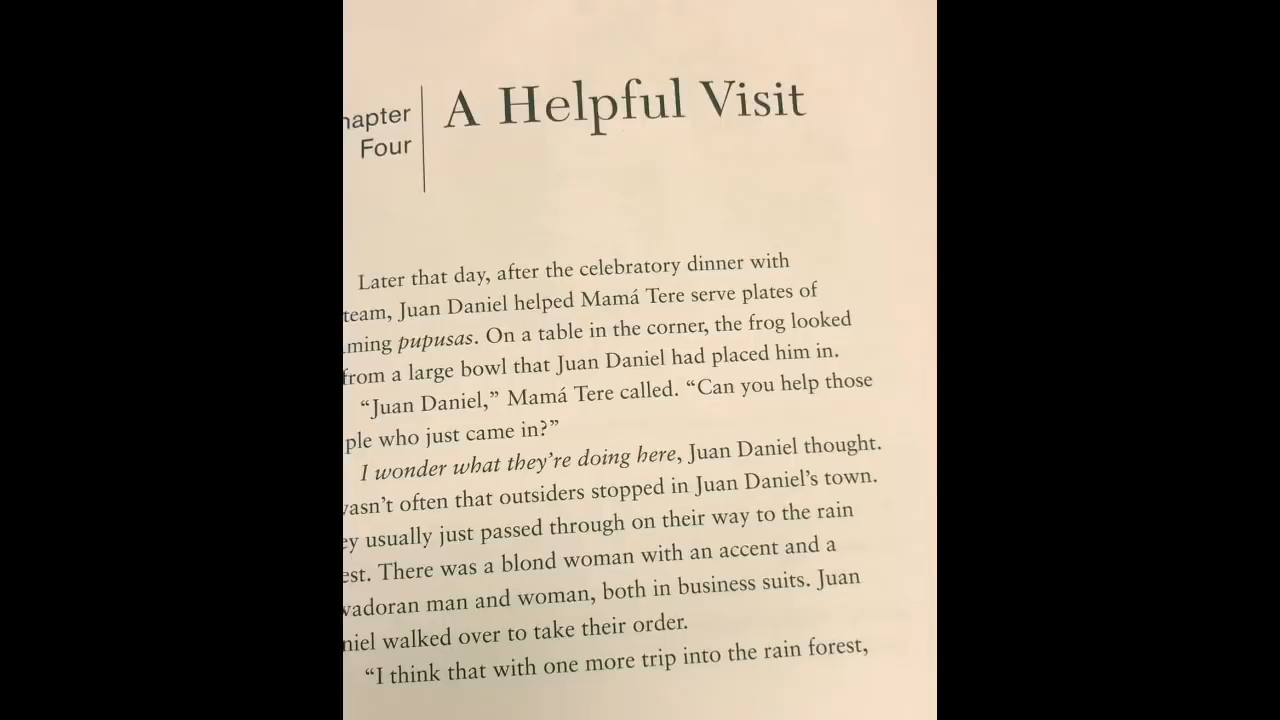 hapter
Four
A Helpful Visit
Later that day, after the celebratory dinner with
team, Juan Daniel helped Mamá Tere serve plates of
ming pupusas. On a table in the corner, the frog looked
from a large bowl that Juan Daniel had placed him in.
“Juan Daniel,” Mamá Tere called. “Can you help those
ple who just came in?”
I wonder what they’re doing here, Juan Daniel thought.
wasn’t often that outsiders stopped in Juan Daniel’s town.
ey usually just passed through on their way to the rain
est. There was a blond woman with an accent and a
vadoran man and woman, both in business suits. Juan
niel walked over to take their order.
“I think that with one more trip into the rain forest,